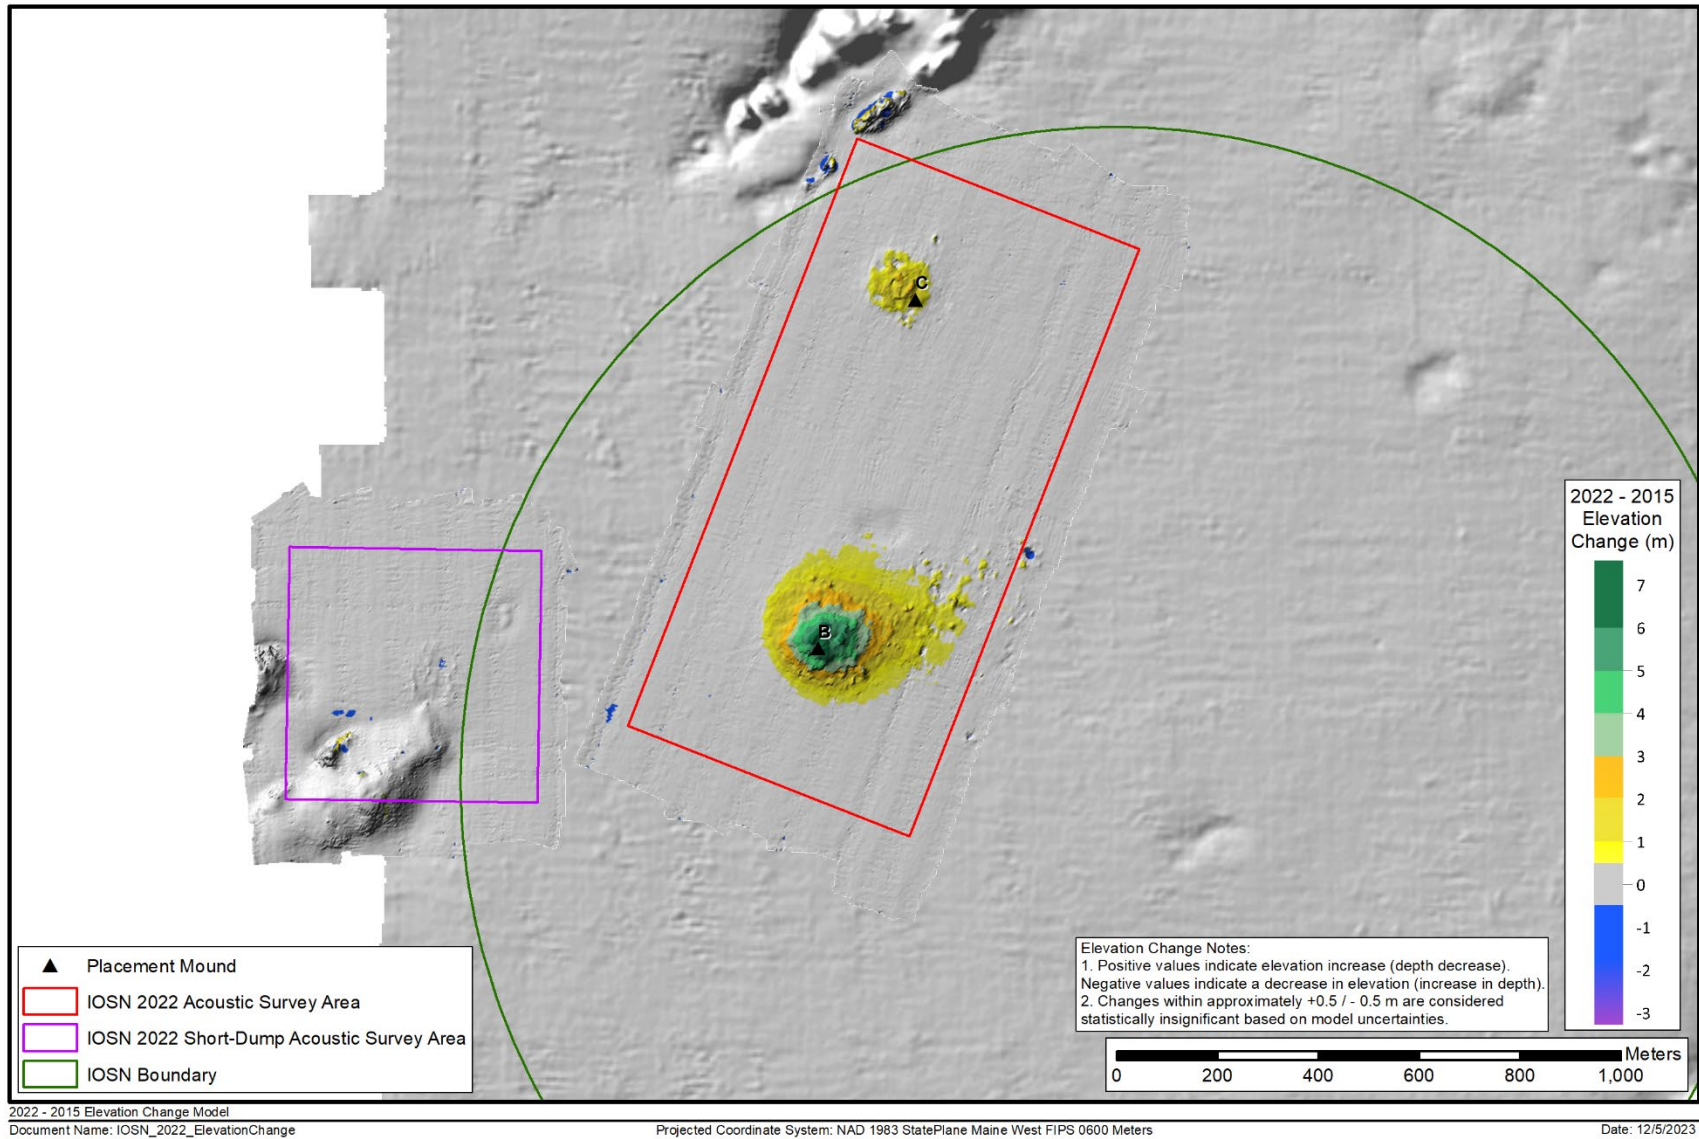 C
B
2022 - 2015
Elevation
Change (m)
7
6
5
4
3
2
1
0
-1
-2
-3
Placement Mound
IOSN 2022 Acoustic Survey Area
IOSN 2022 Short-Dump Acoustic Survey Area
IOSN Boundary
Elevation Change Notes:
1. Positive values indicate elevation increase (depth decrease).
Negative values indicate a decrease in elevation (increase in depth).
2. Changes within approximately +0.5 / - 0.5 m are considered
statistically insignificant based on model uncertainties.
Meters
0 200 400 600 800 1,000
2022 - 2015 Elevation Change Model
Document Name: IOSN_2022_ElevationChange Projected Coordinate System: NAD 1983 StatePlane Maine West FIPS 0600 Meters Date: 12/5/2023